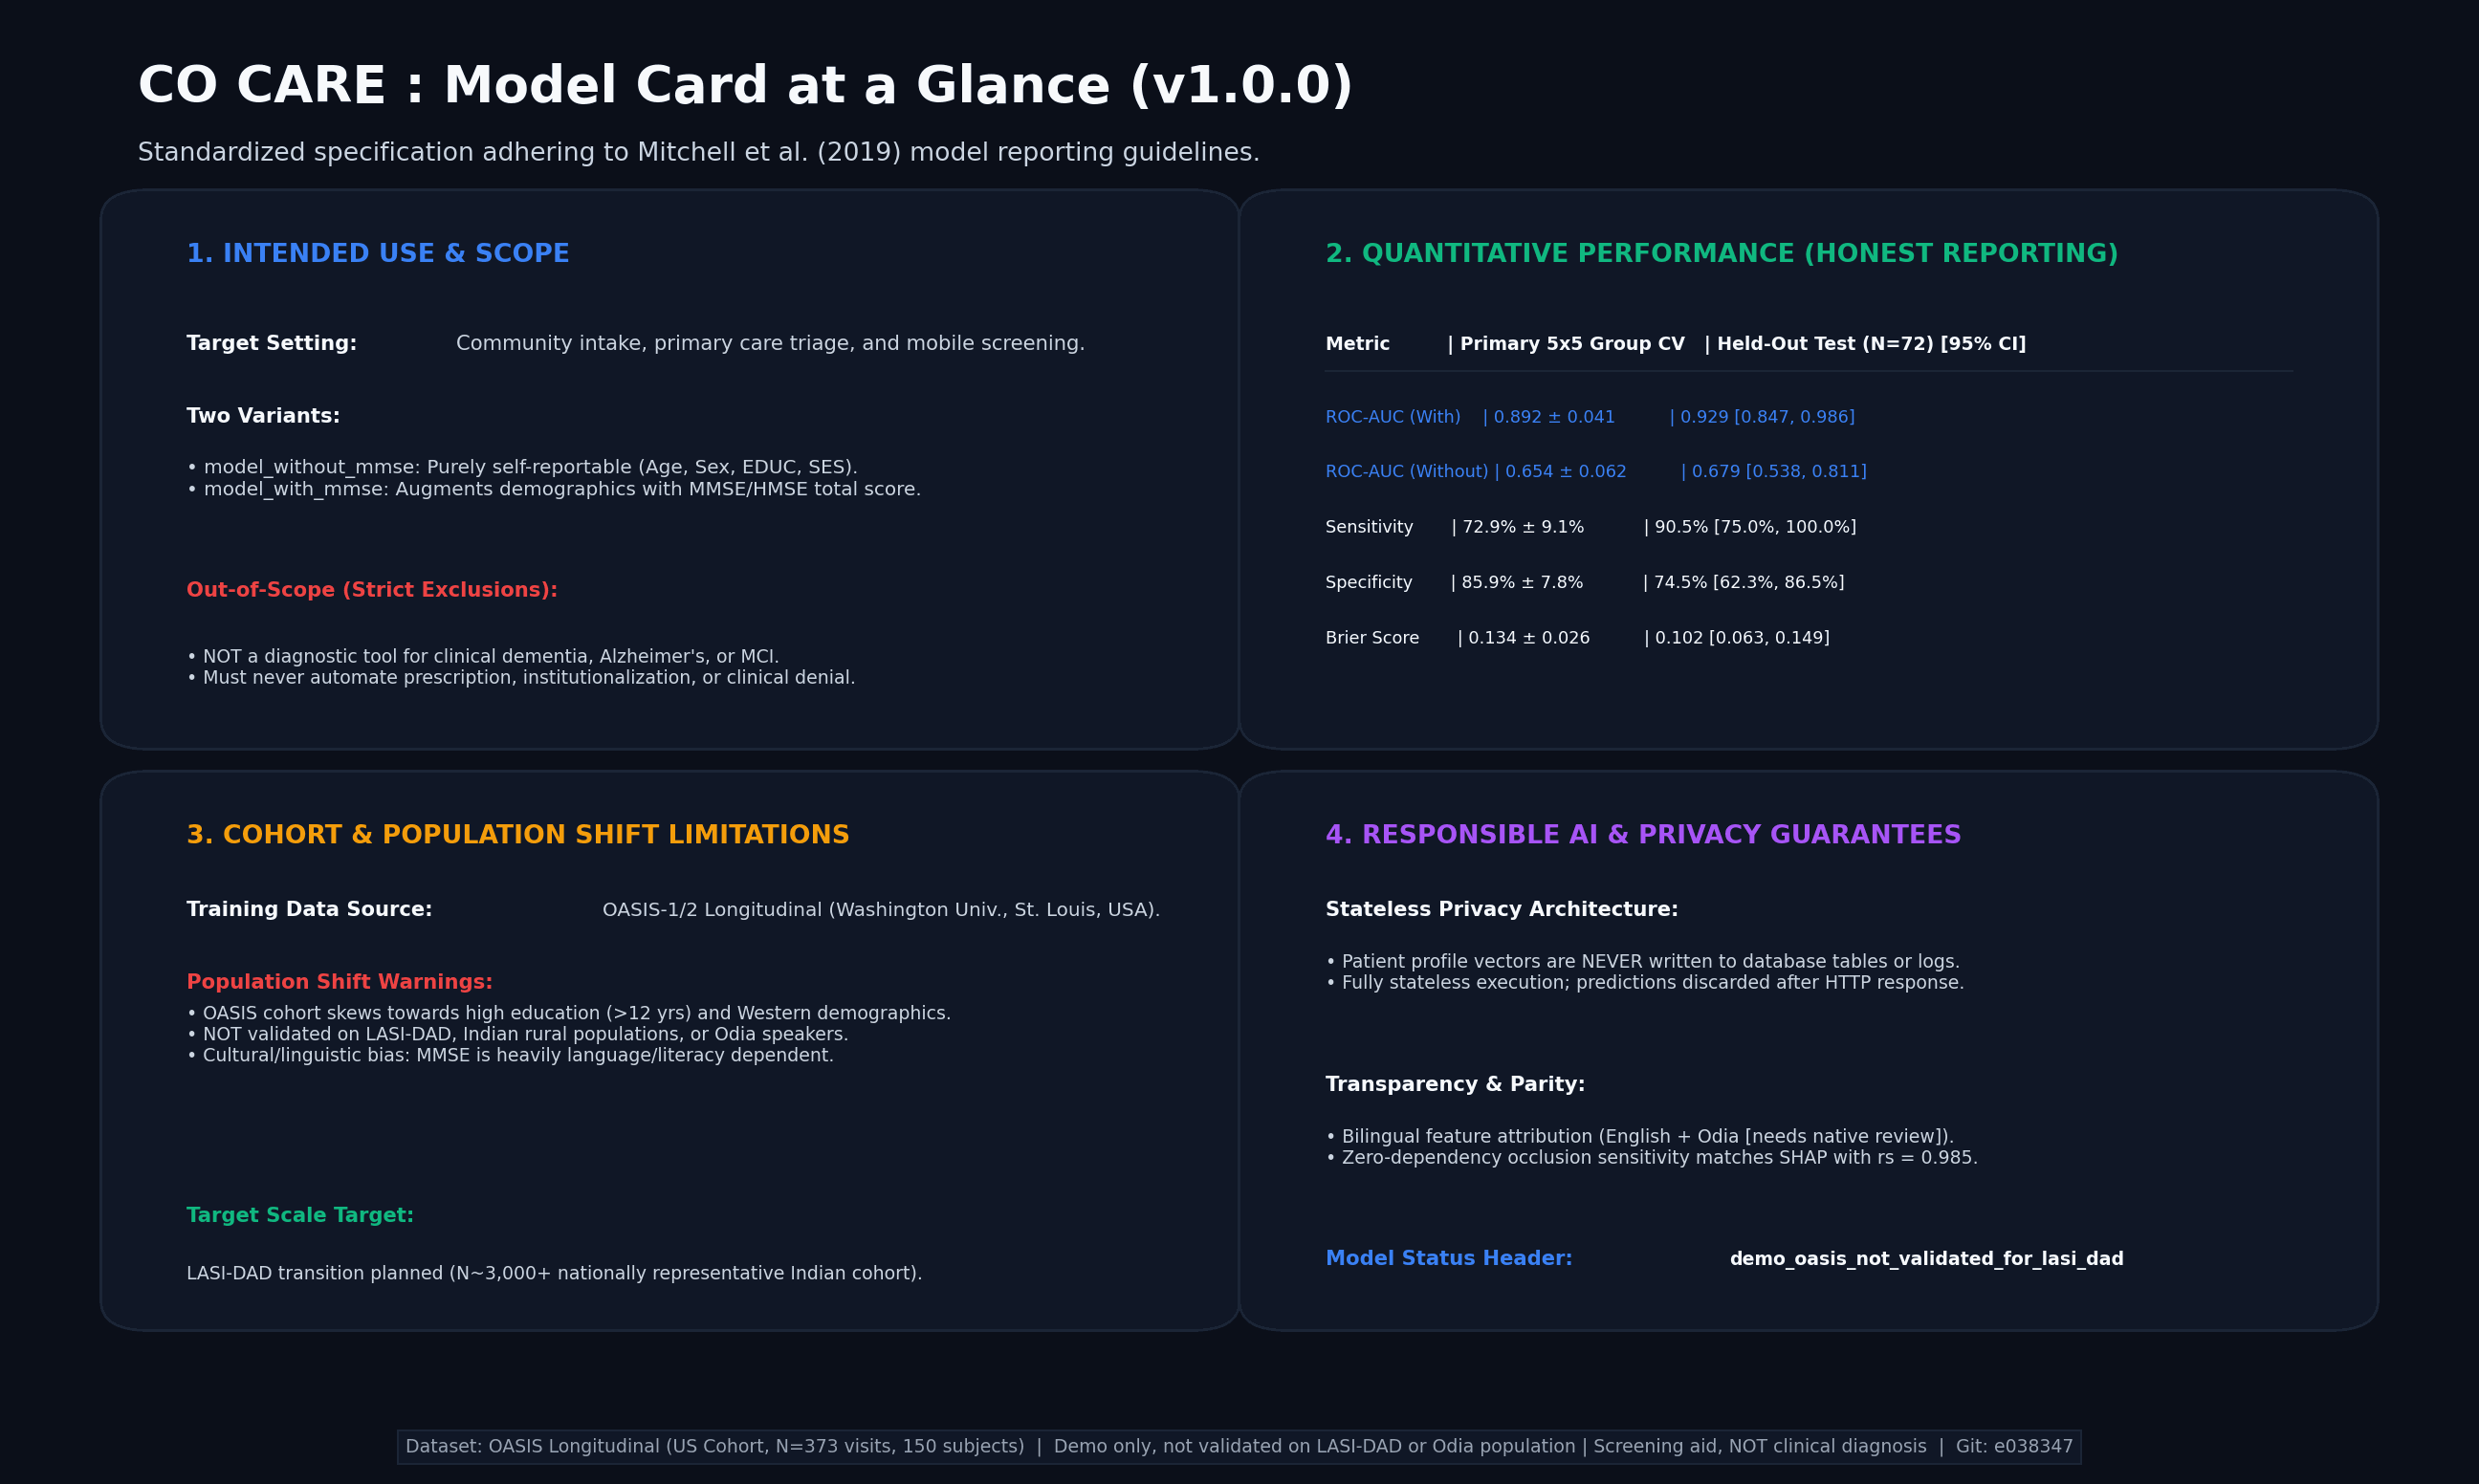 CO CARE : Model Card at a Glance (v1.0.0)
Standardized specification adhering to Mitchell et al. (2019) model reporting guidelines.
1. INTENDED USE & SCOPE
Target Setting: Community intake, primary care triage, and mobile screening.
Two Variants:
• model_without_mmse: Purely self-reportable (Age, Sex, EDUC, SES).
• model_with_mmse: Augments demographics with MMSE/HMSE total score.
Out-of-Scope (Strict Exclusions):
• NOT a diagnostic tool for clinical dementia, Alzheimer's, or MCI.
• Must never automate prescription, institutionalization, or clinical denial.
2. QUANTITATIVE PERFORMANCE (HONEST REPORTING)
Metric | Primary 5x5 Group CV | Held-Out Test (N=72) [95% CI]
ROC-AUC (With) | 0.892 ± 0.041 | 0.929 [0.847, 0.986]
ROC-AUC (Without) | 0.654 ± 0.062 | 0.679 [0.538, 0.811]
Sensitivity | 72.9% ± 9.1% | 90.5% [75.0%, 100.0%]
Specificity | 85.9% ± 7.8% | 74.5% [62.3%, 86.5%]
Brier Score | 0.134 ± 0.026 | 0.102 [0.063, 0.149]
3. COHORT & POPULATION SHIFT LIMITATIONS
Training Data Source: OASIS-1/2 Longitudinal (Washington Univ., St. Louis, USA).
Population Shift Warnings:
• OASIS cohort skews towards high education (>12 yrs) and Western demographics.
• NOT validated on LASI-DAD, Indian rural populations, or Odia speakers.
• Cultural/linguistic bias: MMSE is heavily language/literacy dependent.
Target Scale Target:
LASI-DAD transition planned (N~3,000+ nationally representative Indian cohort).
4. RESPONSIBLE AI & PRIVACY GUARANTEES
Stateless Privacy Architecture:
• Patient profile vectors are NEVER written to database tables or logs.
• Fully stateless execution; predictions discarded after HTTP response.
Transparency & Parity:
• Bilingual feature attribution (English + Odia [needs native review]).
• Zero-dependency occlusion sensitivity matches SHAP with rs = 0.985.
Model Status Header: demo_oasis_not_validated_for_lasi_dad
Dataset: OASIS Longitudinal (US Cohort, N=373 visits, 150 subjects) | Demo only, not validated on LASI-DAD or Odia population | Screening aid, NOT clinical diagnosis | Git: e038347